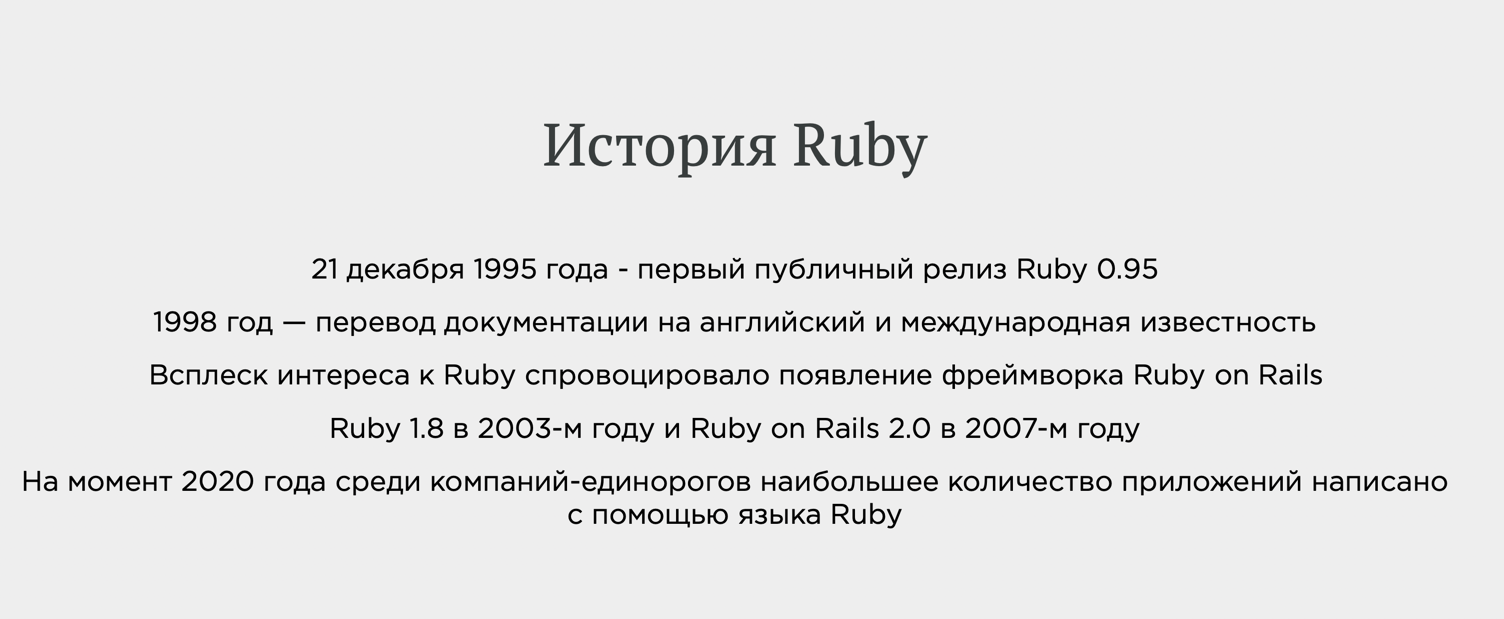 История Ruby
21 декабря 1995 года - первый публичный релиз Ruby 0.95
1998 год — перевод документации на английский и международная известность
Всплеск интереса к Ruby спровоцировало появление фреймворка Ruby on Rails
Ruby 1.8 в 2003-м году и Ruby on Rails 2.0 в 2007-м году
На момент 2020 года среди компаний-единорогов наибольшее количество приложений написано
с помощью языка Ruby